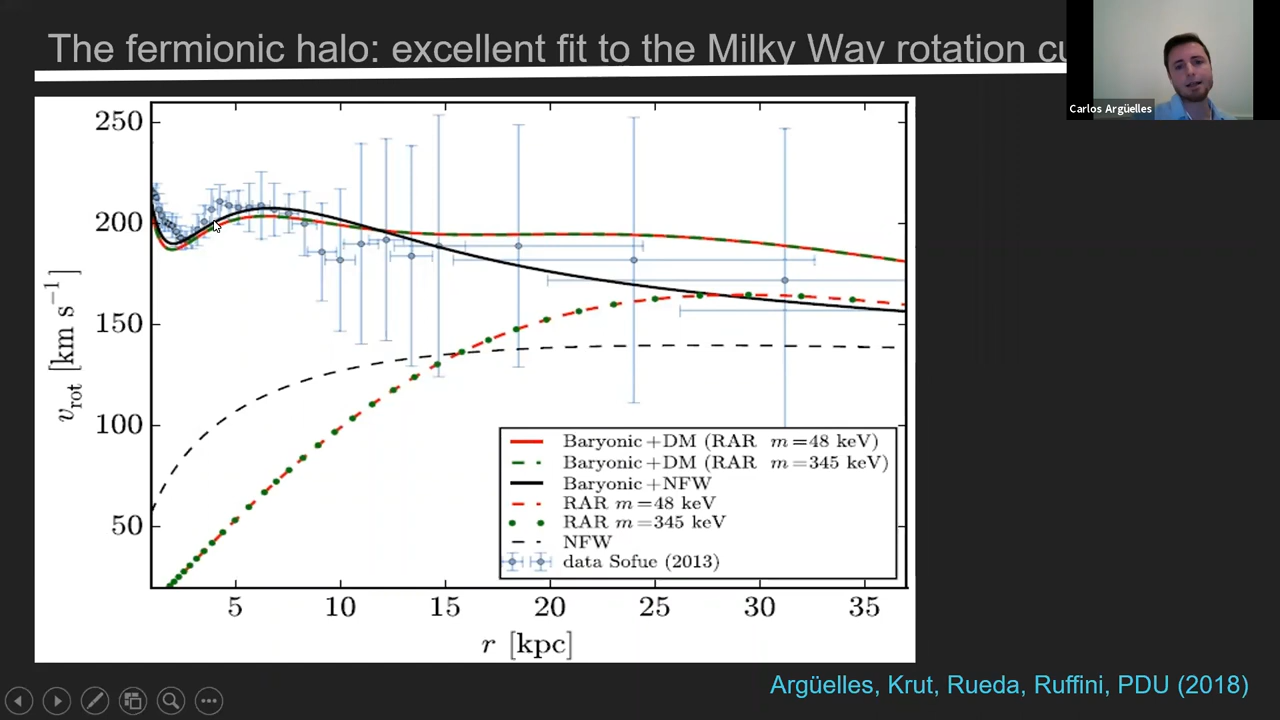 The fermionic halo: excellent fit to the Milky Way rotation cu
Carlos Argüelles
250
200
150
100
50
v_rot [km s⁻¹]
Baryonic+DM (RAR m=48 keV)
Baryonic+DM (RAR m=345 keV)
Baryonic+NFW
RAR m=48 keV
RAR m=345 keV
NFW
data Sofue (2013)
5 10 15 20 25 30 35
r [kpc]
Argüelles, Krut, Rueda, Ruffini, PDU (2018)